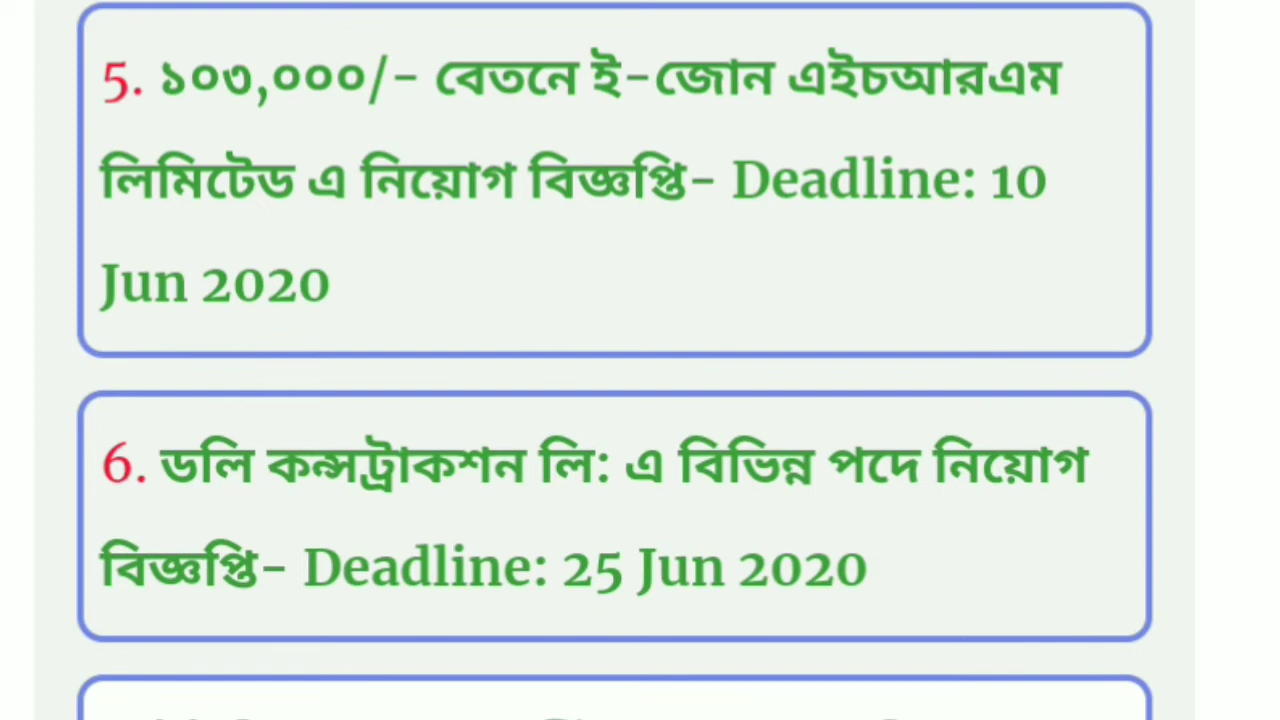 5. ১০৩,০০০/- বেতনে ই-জোন এইচআরএম
লিমিটেড এ নিয়োগ বিজ্ঞপ্তি- Deadline: 10
Jun 2020
6. ডলি কন্সট্রাকশন লি: এ বিভিন্ন পদে নিয়োগ
বিজ্ঞপ্তি- Deadline: 25 Jun 2020